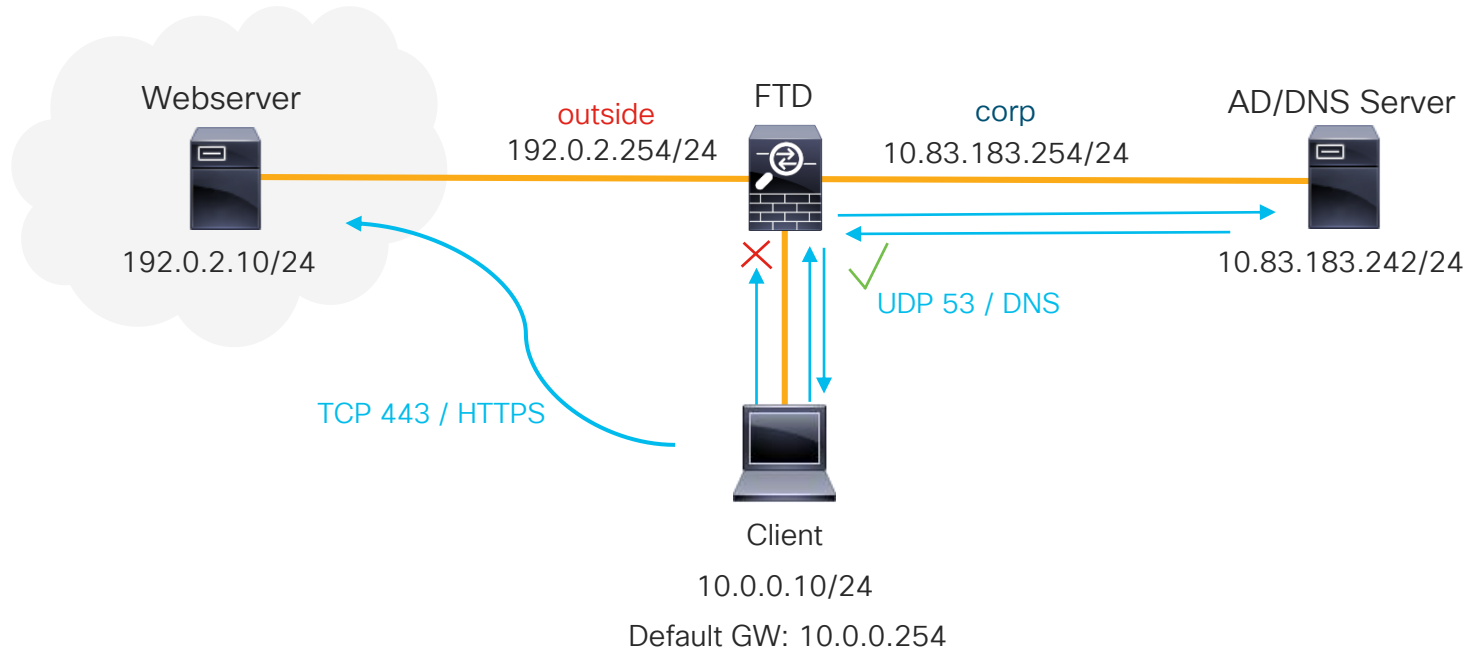 Webserver
outside
192.0.2.254/24
FTD
corp
10.83.183.254/24
AD/DNS Server
192.0.2.10/24
10.83.183.242/24
UDP 53 / DNS
TCP 443 / HTTPS
Client
10.0.0.10/24
Default GW: 10.0.0.254